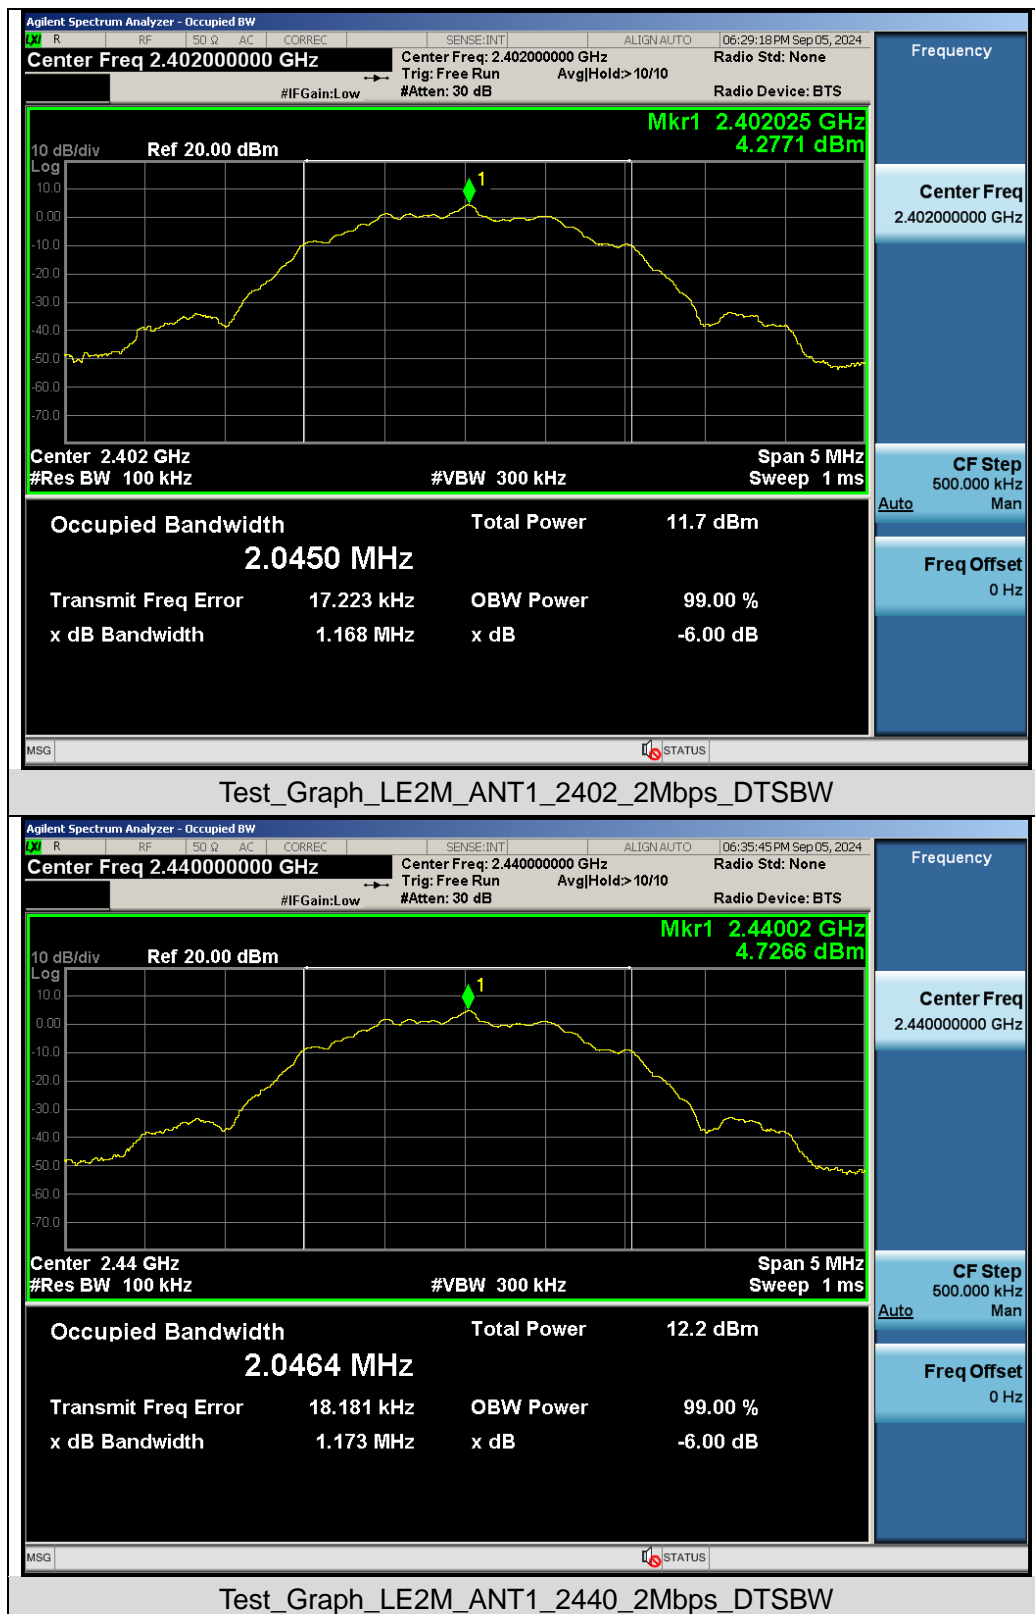 Agilent Spectrum Analyzer - Occupied BW
LXI R RF 50 Ω AC CORREC SENSE:INT ALIGN AUTO 06:29:18 PM Sep 05, 2024
Center Freq 2.402000000 GHz
Center Freq: 2.402000000 GHz
Radio Std: None
Trig: Free Run Avg|Hold:> 10/10
#IFGain:Low #Atten: 30 dB Radio Device: BTS
Frequency
Mkr1 2.402025 GHz
4.2771 dBm
10 dB/div Ref 20.00 dBm
Log
10.0
1
0.00
-10.0
-20.0
-30.0
-40.0
-50.0
-60.0
-70.0
Center Freq
2.402000000 GHz
Center 2.402 GHz Span 5 MHz
#Res BW 100 kHz #VBW 300 kHz Sweep 1 ms
CF Step
500.000 kHz
Auto Man
Occupied Bandwidth Total Power 11.7 dBm
2.0450 MHz
Transmit Freq Error 17.223 kHz OBW Power 99.00 %
x dB Bandwidth 1.168 MHz x dB -6.00 dB
Freq Offset
0 Hz
MSG STATUS
Test_Graph_LE2M_ANT1_2402_2Mbps_DTSBW
Agilent Spectrum Analyzer - Occupied BW
LXI R RF 50 Ω AC CORREC SENSE:INT ALIGN AUTO 06:35:45 PM Sep 05, 2024
Center Freq 2.440000000 GHz
Center Freq: 2.440000000 GHz
Radio Std: None
Trig: Free Run Avg|Hold:> 10/10
#IFGain:Low #Atten: 30 dB Radio Device: BTS
Frequency
Mkr1 2.44002 GHz
4.7266 dBm
10 dB/div Ref 20.00 dBm
Log
10.0
1
0.00
-10.0
-20.0
-30.0
-40.0
-50.0
-60.0
-70.0
Center Freq
2.440000000 GHz
Center 2.44 GHz Span 5 MHz
#Res BW 100 kHz #VBW 300 kHz Sweep 1 ms
CF Step
500.000 kHz
Auto Man
Occupied Bandwidth Total Power 12.2 dBm
2.0464 MHz
Transmit Freq Error 18.181 kHz OBW Power 99.00 %
x dB Bandwidth 1.173 MHz x dB -6.00 dB
Freq Offset
0 Hz
MSG STATUS
Test_Graph_LE2M_ANT1_2440_2Mbps_DTSBW